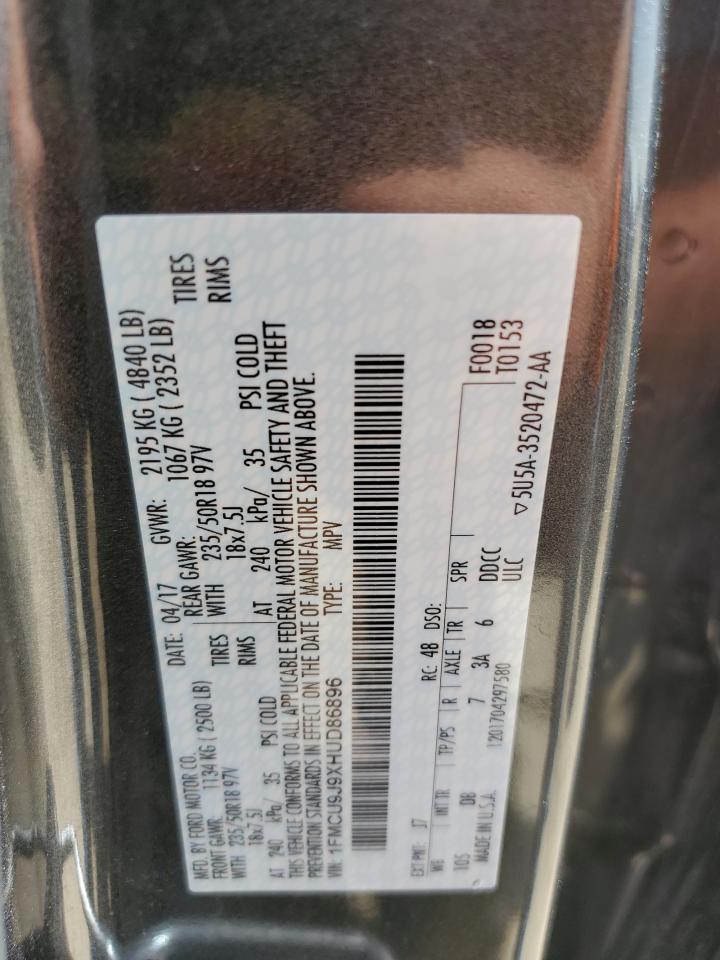 MFD. BY FORD MOTOR CO.
DATE: 04/17 GVWR: 2195 KG ( 4840 LB)
FRONT GAWR: 1134 KG ( 2500 LB) REAR GAWR: 1067 KG ( 2352 LB)
WITH 235/50R18 97V TIRES WITH 235/50R18 97V TIRES
18x7.5J RIMS 18x7.5J RIMS
AT 240 kPa/ 35 PSI COLD AT 240 kPa/ 35 PSI COLD
THIS VEHICLE CONFORMS TO ALL APPLICABLE FEDERAL MOTOR VEHICLE SAFETY AND THEFT
PREVENTION STANDARDS IN EFFECT ON THE DATE OF MANUFACTURE SHOWN ABOVE.
VIN: 1FMCU9J9XHUD86896 TYPE: MPV
EXT PNT: J7 RC: 48 DSO: F0018
T0153
WB INT TR TP/PS R AXLE TR SPR
105 DB 7 3A 6 DDCC
MADE IN U.S.A. 1201704297580 ULC ▽5U5A-3520472-AA